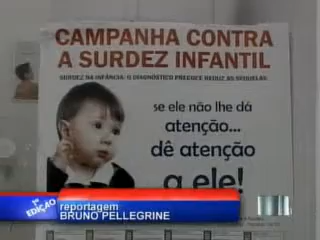 CAMPANHA CONTRA
A SURDEZ INFANTIL
SURDEZ NA INFÂNCIA: O DIAGNÓSTICO PRECOCE REDUZ AS SEQUELAS
se ele não lhe dá
atenção...
dê atenção
a ele!
1ª EDIÇÃO
reportagem
BRUNO PELLEGRINE